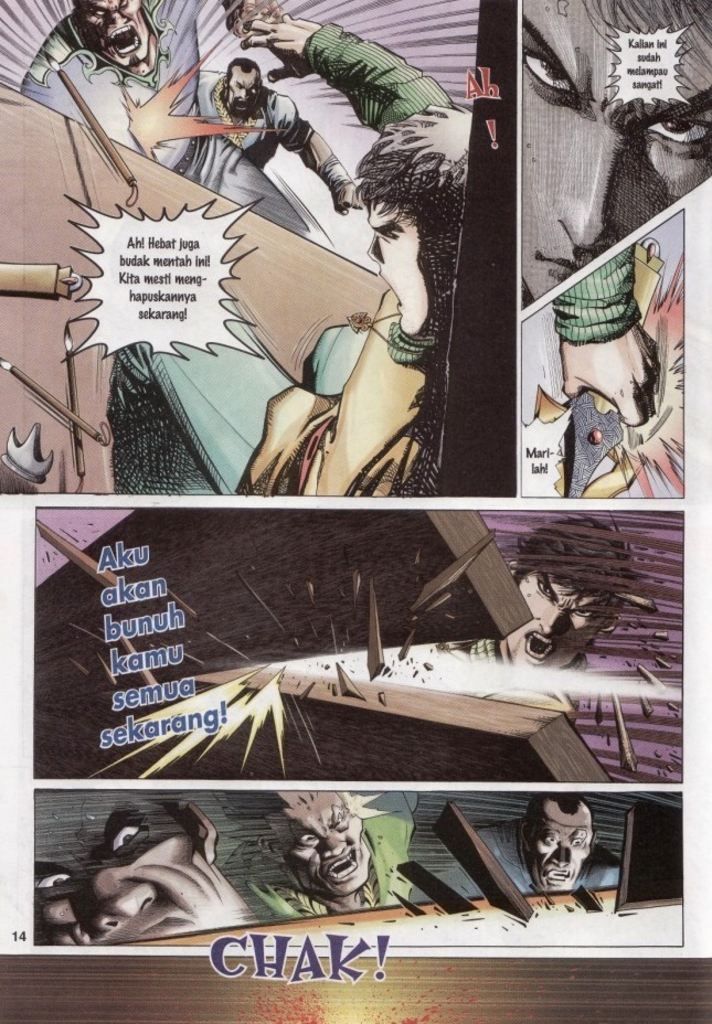 Ah!
Ah! Hebat juga
budak mentah ini!
Kita mesti meng-
hapuskannya
sekarang!
Kalian ini
sudah
melampau
sangat!
Mari-
lah!
Aku
akan
bunuh
kamu
semua
sekarang!
14
CHAK!